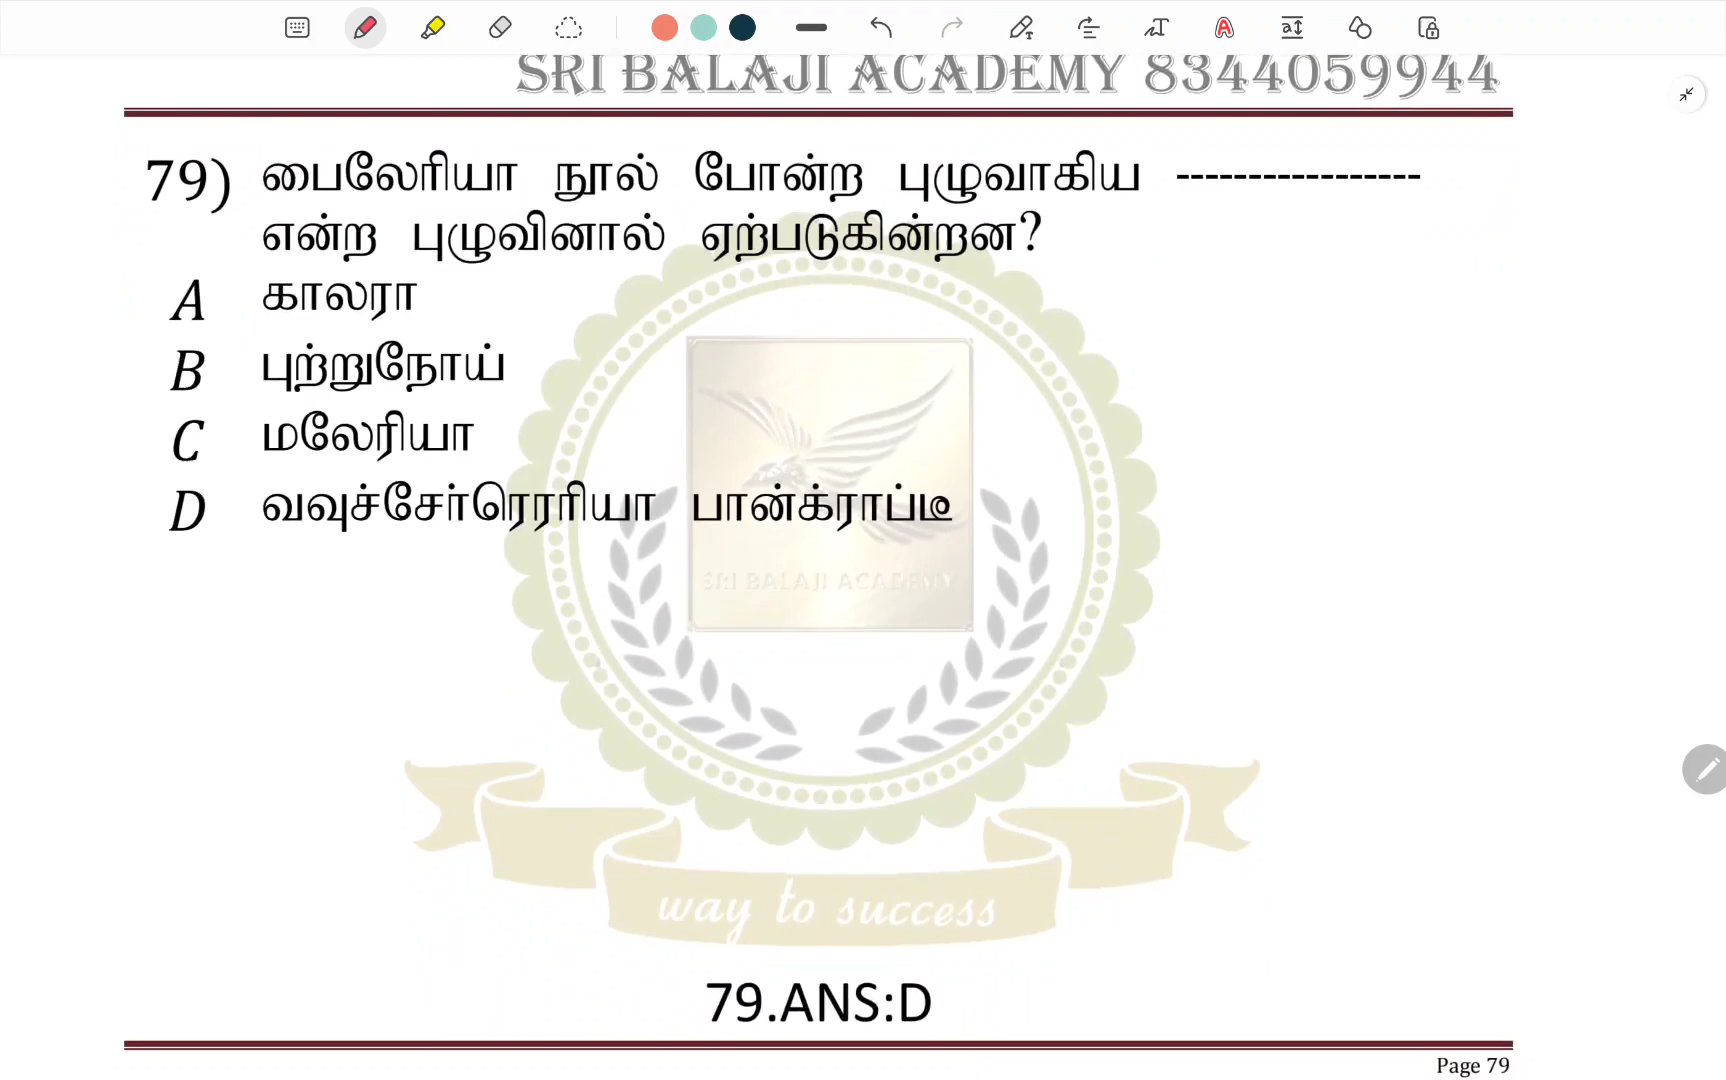 SRI BALAJI ACADEMY 8344059944
79) பைலேரியா நூல் போன்ற புழுவாகிய -----------------
என்ற புழுவினால் ஏற்படுகின்றன?
A காலரா
B புற்றுநோய்
C மலேரியா
D வவுச்சேர்ரெரரியா பான்க்ராப்டீ
SRI BALAJI ACADEMY
way to success
79.ANS:D
Page 79